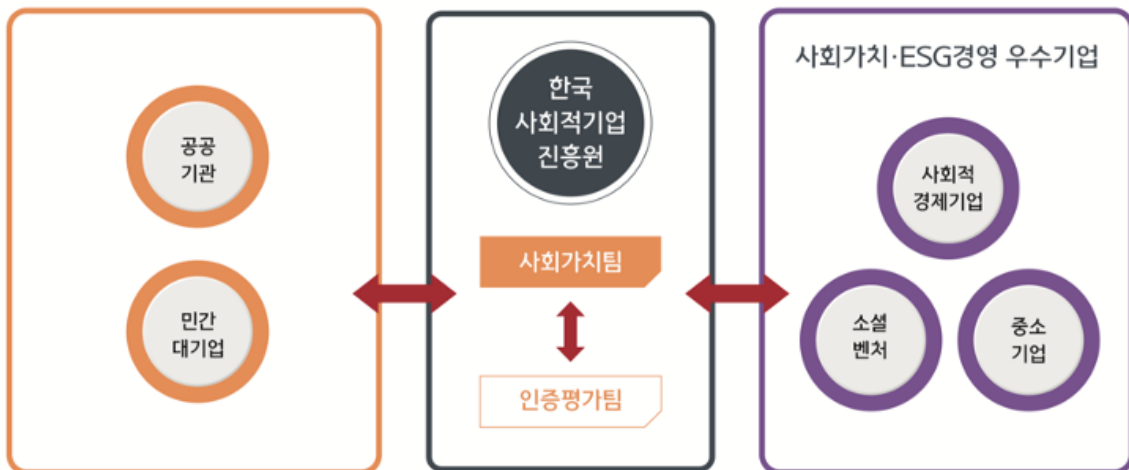 공공
기관
민간
대기업
한국
사회적기업
진흥원
사회가치팀
인증평가팀
사회가치·ESG경영 우수기업
사회적
경제기업
소셜
벤처
중소
기업